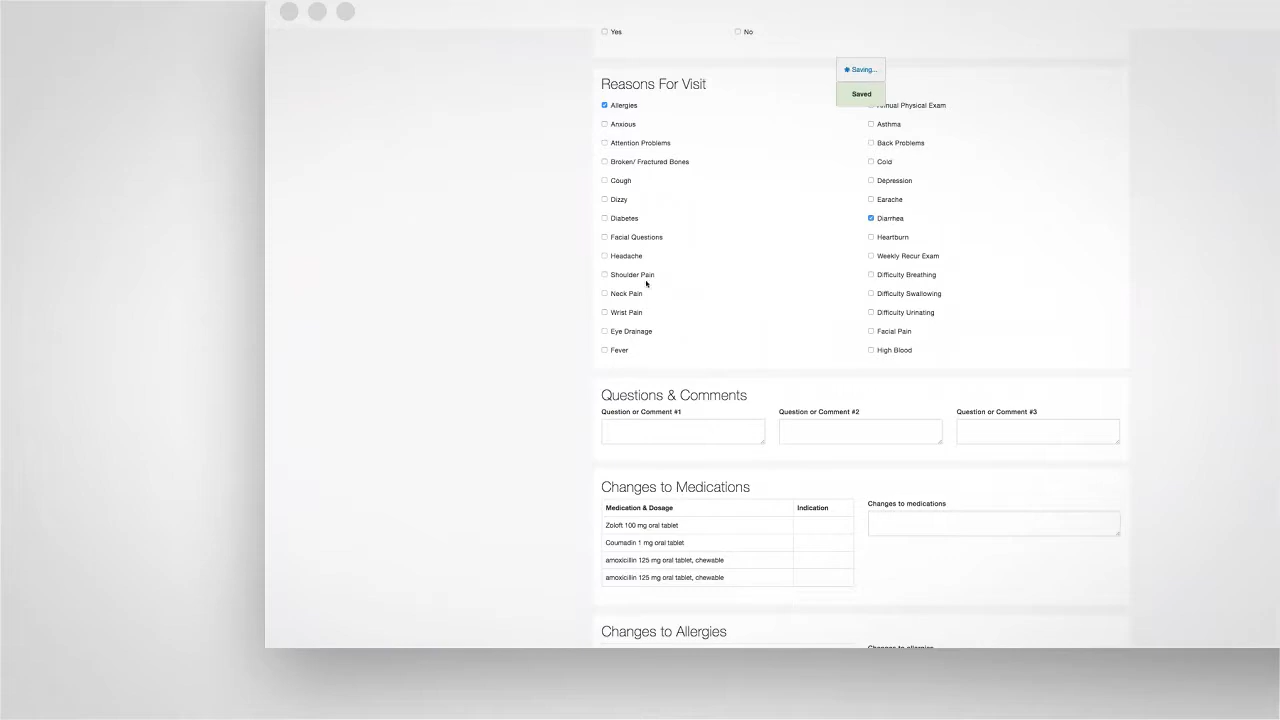 Yes No
Saving...
Saved
Reasons For Visit
Allergies Annual Physical Exam
Anxious Asthma
Attention Problems Back Problems
Broken/ Fractured Bones Cold
Cough Depression
Dizzy Earache
Diabetes Diarrhea
Facial Questions Heartburn
Headache Weekly Recur Exam
Shoulder Pain Difficulty Breathing
Neck Pain Difficulty Swallowing
Wrist Pain Difficulty Urinating
Eye Drainage Facial Pain
Fever High Blood
Questions & Comments
Question or Comment #1 Question or Comment #2 Question or Comment #3
Changes to Medications
Medication & Dosage Indication Changes to medications
Zoloft 100 mg oral tablet
Coumadin 1 mg oral tablet
amoxicillin 125 mg oral tablet, chewable
amoxicillin 125 mg oral tablet, chewable
Changes to Allergies
Changes to allergies